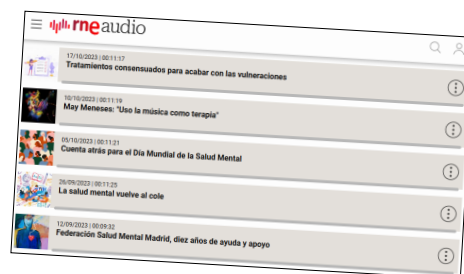 rne audio
17/10/2023 | 00:11:17
Tratamientos consensuados para acabar con las vulneraciones
10/10/2023 | 00:11:19
May Meneses: "Uso la música como terapia"
05/10/2023 | 00:11:21
Cuenta atrás para el Día Mundial de la Salud Mental
26/09/2023 | 00:11:25
La salud mental vuelve al cole
12/09/2023 | 00:09:32
Federación Salud Mental Madrid, diez años de ayuda y apoyo